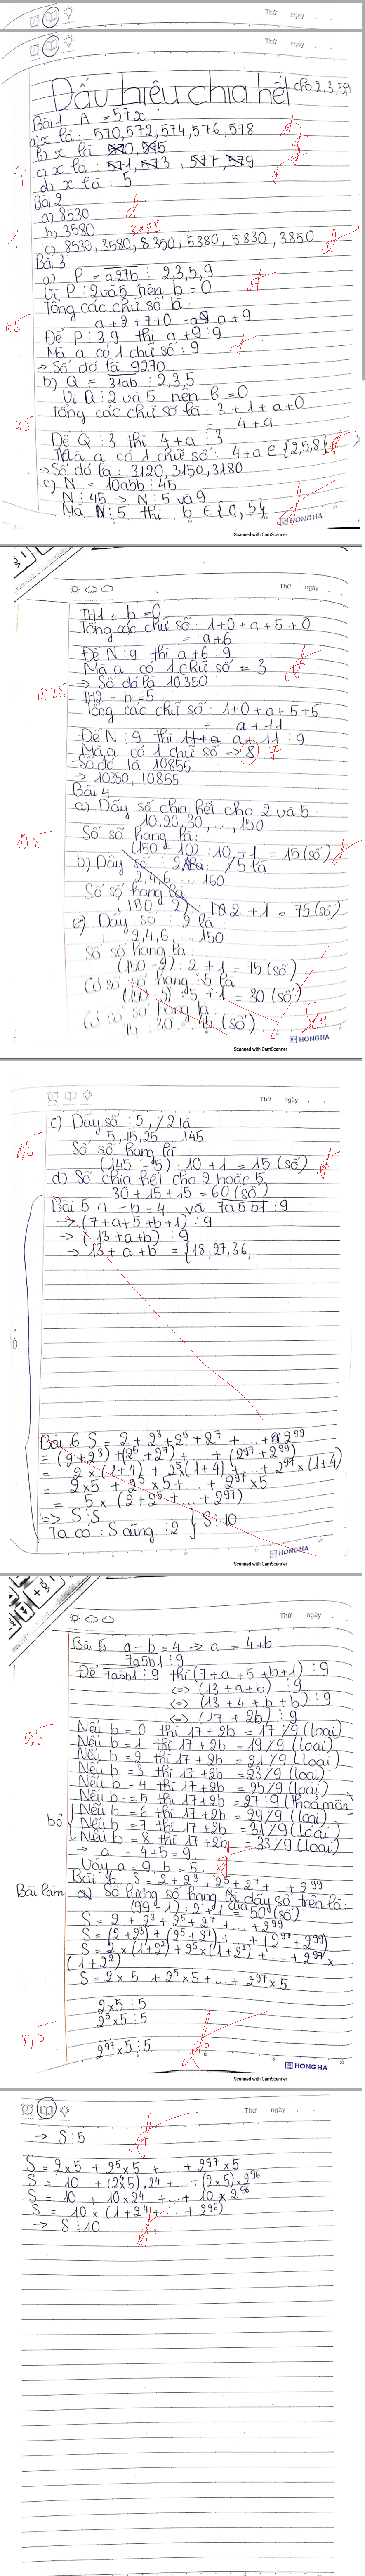 Thứ ngày . .
Thứ ngày . .
Dấu hiệu chia hết cho 2,3,5,9
Bài 1 A = 57x
a) x là : 570,572,574,576,578
b) x là 570, 575
c) x là : 571, 573 , 577, 579
d) x là : 5
4
Bài 2
a) 8530
b) 3580 3885
1
c) 8530, 3580, 8350, 5380, 5830, 3850
Bài 3
a) P = a27b ⋮ 2,3,5,9
Vì P ⋮ 2 và 5 nên b = 0
Tổng các chữ số là
a + 2 + 7 + 0 = a + 9
0,5
Để P ⋮ 3,9 thì a + 9 ⋮ 9
Mà a có 1 chữ số : 9
→ Số đó là 9270
b) Q = 31ab ⋮ 2,3,5
Vì Q ⋮ 2 và 5 nên b = 0
0,5
Tổng các chữ số là : 3 + 1 + a + 0
= 4 + a
Để Q ⋮ 3 thì 4 + a ⋮ 3
Mà a có 1 chữ số : 4 + a ∈ {2,5,8}
→ Số đó là : 3120, 3150, 3180
c) N = 10a5b ⋮ 45
N ⋮ 45 → N ⋮ 5 và 9
Mà N ⋮ 5 thì b ∈ {0, 5}
HONG HA
Scanned with CamScanner
Thứ ngày
TH1 : b = 0
Tổng các chữ số : 1 + 0 + a + 5 + 0
= a + 6
Để N ⋮ 9 thì a + 6 ⋮ 9
Mà a có 1 chữ số = 3
→ Số đó là 10350
0,25
TH2 = b = 5
Tổng các chữ số : 1 + 0 + a + 5 + 5
= a + 11
Để N ⋮ 9 thì 11+a a + 11 ⋮ 9
Mà a có 1 chữ số → 8 7
→ Số đó là 10855
→ 10350, 10855
Bài 4
a) Dãy số chia hết cho 2 và 5 :
10, 20, 30, ..., 150
0,5
Số số hạng là :
(150 - 10) : 10 + 1 = 15 (số)
b) Dãy số ⋮ 2 ⋮̸ 5 là
2,4,6 ... 150
Số số hạng là
(150 - 2) : 2 + 1 = 75 (số)
c) Dãy số ⋮ 2 là :
2,4,6 ... 150
Số số hạng là :
(150 - 2) : 2 + 1 = 75 (số)
Có số số hạng ⋮ 5 là
: 5 + 1 = 30 (số)
Có số số hạng là :
30 = 45 (số)
HONG HA
Scanned with CamScanner
Thứ ngày . .
c) Dãy số ⋮ 5, ⋮̸ 2 là
0,5
5, 15, 25 ... 145
Số số hạng là
(145 - 5) : 10 + 1 = 15 (số)
d) Số chia hết cho 2 hoặc 5
30 + 15 + 15 = 60 (số)
Bài 5 a - b = 4 và 7a5b1 ⋮ 9
→ (7 + a + 5 + b + 1) ⋮ 9
→ (13 + a + b) ⋮ 9
→ 13 + a + b = {18, 27, 36,
Bài 6 S = 2 + 2³ + 2⁵ + 2⁷ + ... + 2⁹⁹
= (2 + 2³) + (2⁵ + 2⁷) + ... + (2⁹⁷ + 2⁹⁹)
= 2 × (1 + 4) + 2⁵(1 + 4) + ... + 2⁹⁷ × (1 + 4)
= 2 × 5 + 2⁵ × 5 + ... + 2⁹⁷ × 5
= 5 × (2 + 2⁵ + ... + 2⁹⁷)
=> S ⋮ 5
Ta có : S cũng ⋮ 2 } S ⋮ 10
HONG HA
Scanned with CamScanner
Thứ ngày
Bài 5 a - b = 4 → a = 4 + b
7a5b1 ⋮ 9
Để 7a5b1 ⋮ 9 thì (7 + a + 5 + b + 1) ⋮ 9
<=> (13 + a + b) ⋮ 9
<=> (13 + 4 + b + b) ⋮ 9
<=> (17 + 2b) ⋮ 9
0,5
Nếu b = 0 thì 17 + 2b = 17 ⋮̸ 9 (loại)
Nếu b = 1 thì 17 + 2b = 19 ⋮̸ 9 (loại)
Nếu b = 2 thì 17 + 2b = 21 ⋮̸ 9 (loại)
Nếu b = 3 thì 17 + 2b = 23 ⋮̸ 9 (loại)
Nếu b = 4 thì 17 + 2b = 25 ⋮̸ 9 (loại)
Nếu b = 5 thì 17 + 2b = 27 ⋮ 9 (thoả mãn)
bỏ
Nếu b = 6 thì 17 + 2b = 29 ⋮̸ 9 (loại)
Nếu b = 7 thì 17 + 2b = 31 ⋮̸ 9 (loại)
Nếu b = 8 thì 17 + 2b = 33 ⋮̸ 9 (loại)
→ a = 4 + 5 = 9
Vậy a = 9, b = 5
Bài 6 S = 2 + 2³ + 2⁵ + 2⁷ + ... + 2⁹⁹
Bài làm a) Số lượng số hạng của dãy số trên là :
(99 - 1) : 2 + 1 = 50 (số)
S = 2 + 2³ + 2⁵ + 2⁷ + ... + 2⁹⁹
S = (2 + 2³) + (2⁵ + 2⁷) + ... + (2⁹⁷ + 2⁹⁹)
S = 2 × (1 + 2²) + 2⁵ × (1 + 2²) + ... + 2⁹⁷ ×
(1 + 2²)
S = 2 × 5 + 2⁵ × 5 + ... + 2⁹⁷ × 5
2 × 5 ⋮ 5
2⁵ × 5 ⋮ 5
...
2⁹⁷ × 5 ⋮ 5
HONG HA
Scanned with CamScanner
Thứ ngày . .
→ S ⋮ 5
S = 2 × 5 + 2⁵ × 5 + ... + 2⁹⁷ × 5
S = 10 + (2×5).2⁴ + ... + (2×5) × 2⁹⁶
S = 10 + 10 × 2⁴ + ... + 10 × 2⁹⁶
S = 10 × (1 + 2⁴ + ... + 2⁹⁶)
→ S ⋮ 10